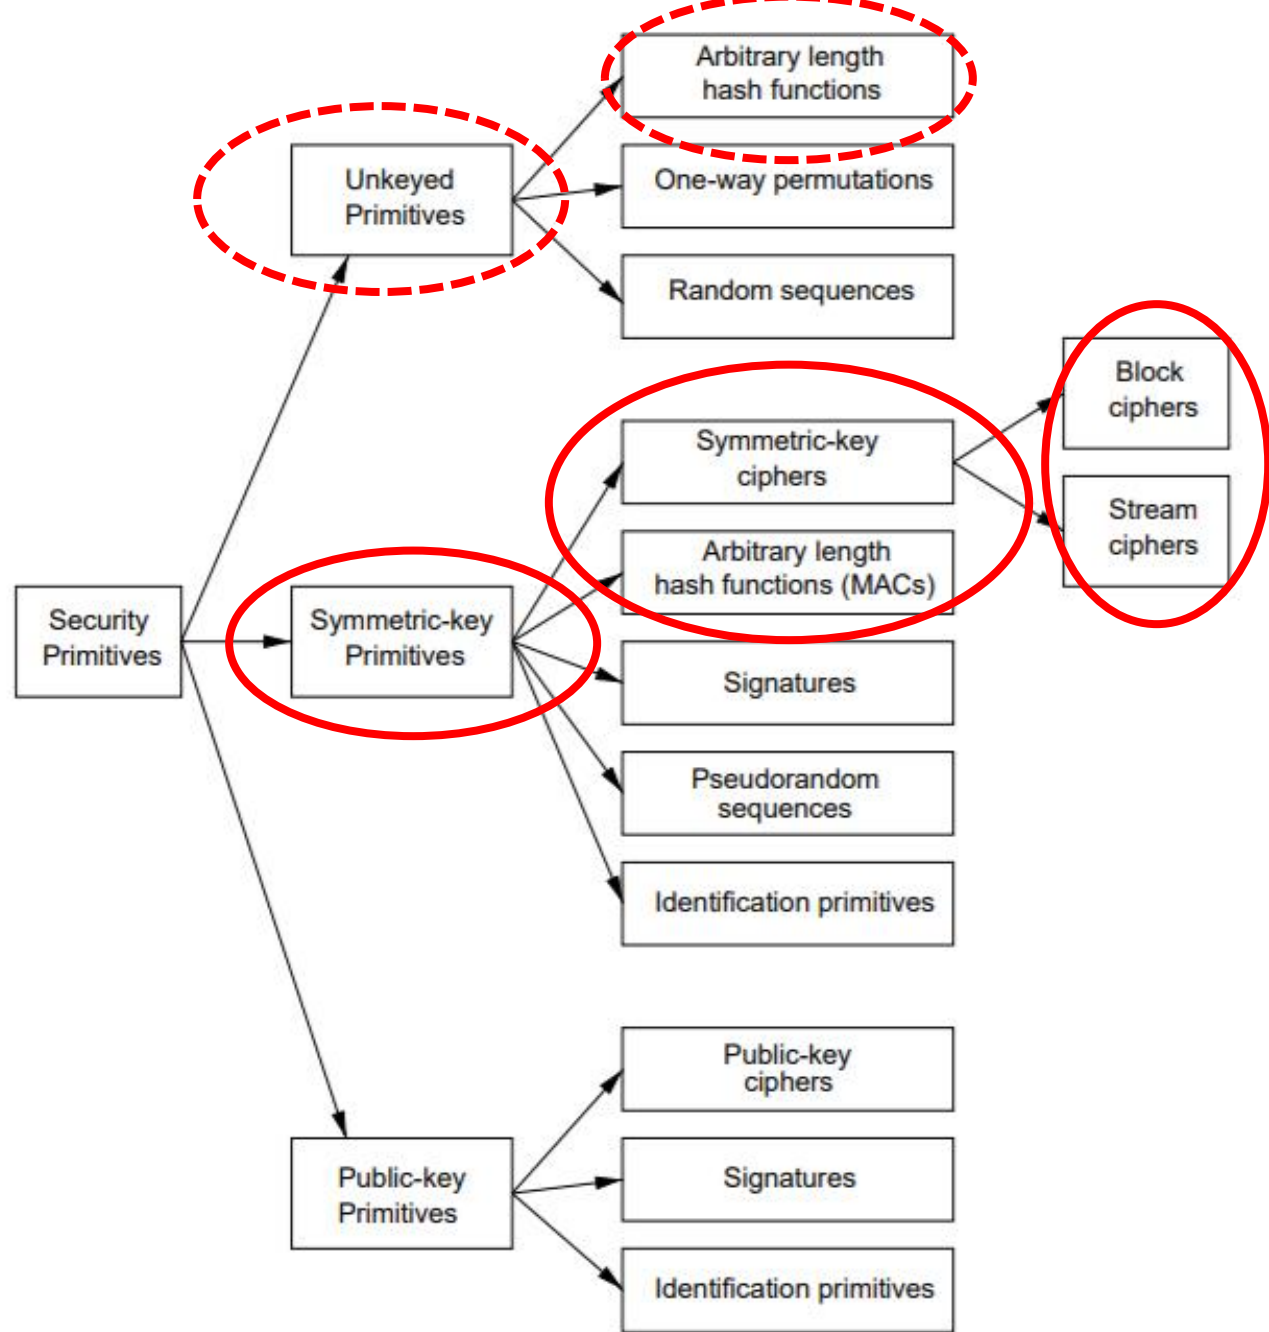 Arbitrary length
hash functions
Unkeyed
Primitives
One-way permutations
Random sequences
Block
ciphers
Symmetric-key
ciphers
Stream
ciphers
Arbitrary length
hash functions (MACs)
Security
Primitives
Symmetric-key
Primitives
Signatures
Pseudorandom
sequences
Identification primitives
Public-key
ciphers
Public-key
Primitives
Signatures
Identification primitives